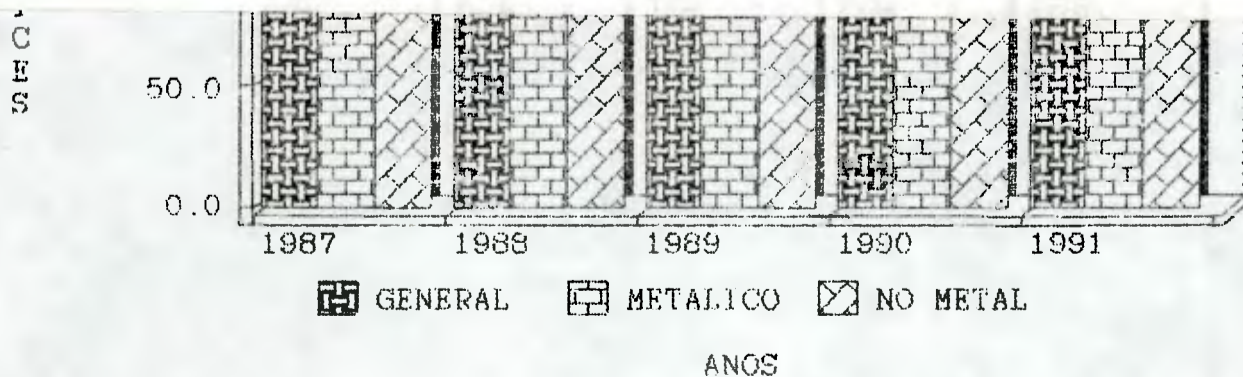 C
E
S
50.0
0.0
1987 1988 1989 1990 1991
GENERAL METALICO NO METAL
ANOS